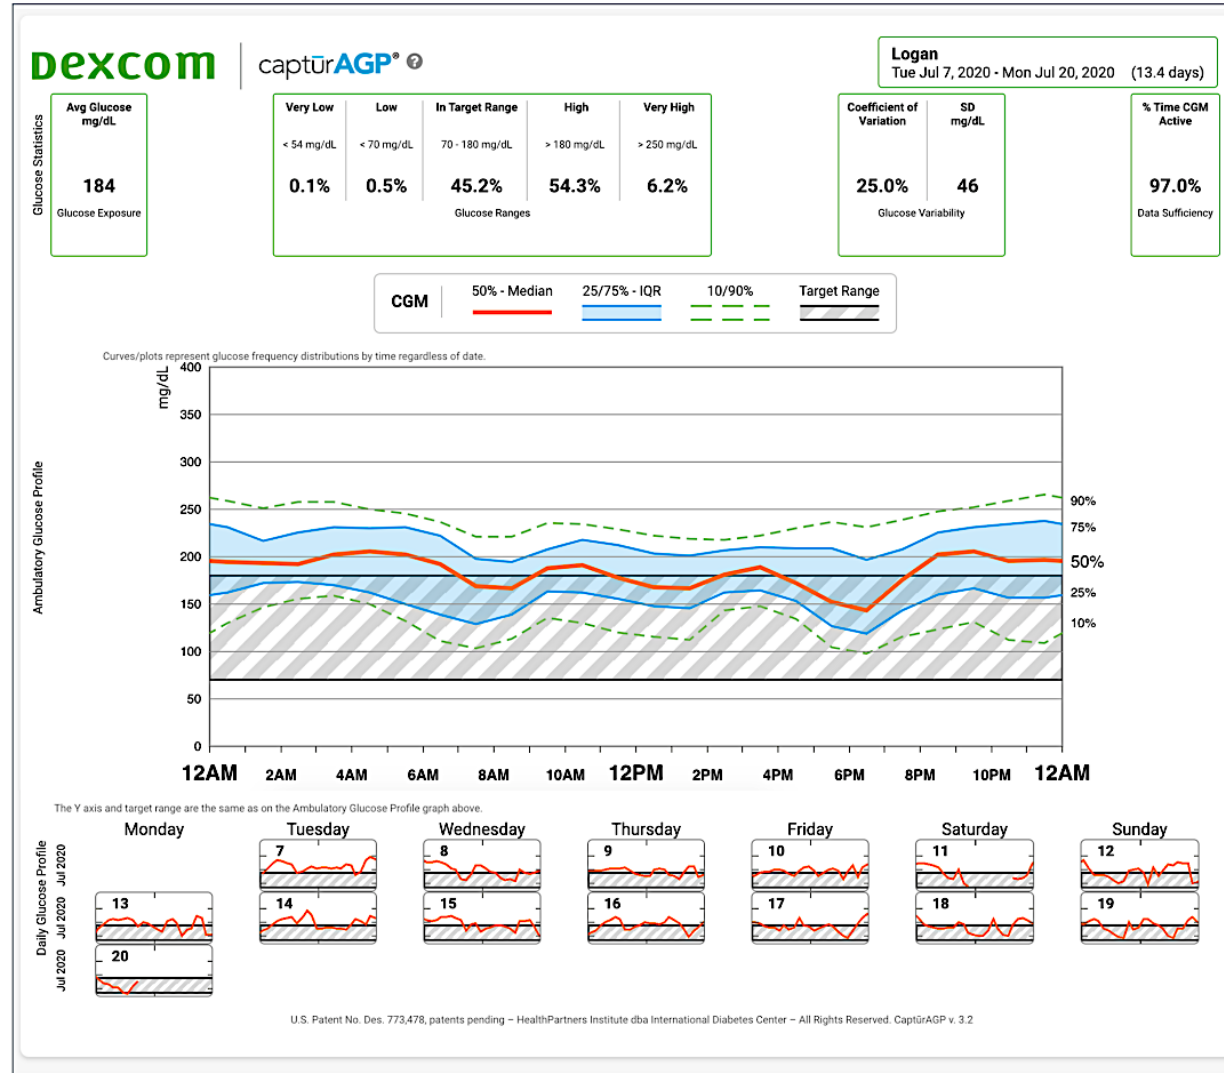 Dexcom
captūrAGP®
?
Logan
Tue Jul 7, 2020 - Mon Jul 20, 2020 (13.4 days)
Glucose Statistics
Avg Glucose
mg/dL
184
Glucose Exposure
Very Low Low In Target Range High Very High
< 54 mg/dL < 70 mg/dL 70 - 180 mg/dL > 180 mg/dL > 250 mg/dL
0.1% 0.5% 45.2% 54.3% 6.2%
Glucose Ranges
Coefficient of
Variation
SD
mg/dL
25.0% 46
Glucose Variability
% Time CGM
Active
97.0%
Data Sufficiency
CGM 50% - Median 25/75% - IQR 10/90% Target Range
Curves/plots represent glucose frequency distributions by time regardless of date.
Ambulatory Glucose Profile
mg/dL
400
350
300
250
200
150
100
50
0
90%
75%
50%
25%
10%
12AM 2AM 4AM 6AM 8AM 10AM 12PM 2PM 4PM 6PM 8PM 10PM 12AM
The Y axis and target range are the same as on the Ambulatory Glucose Profile graph above.
Daily Glucose Profile
Monday Tuesday Wednesday Thursday Friday Saturday Sunday
Jul 2020
7 8 9 10 11 12
Jul 2020
13 14 15 16 17 18 19
Jul 2020
20
U.S. Patent No. Des. 773,478, patents pending – HealthPartners Institute dba International Diabetes Center – All Rights Reserved. CaptūrAGP v. 3.2